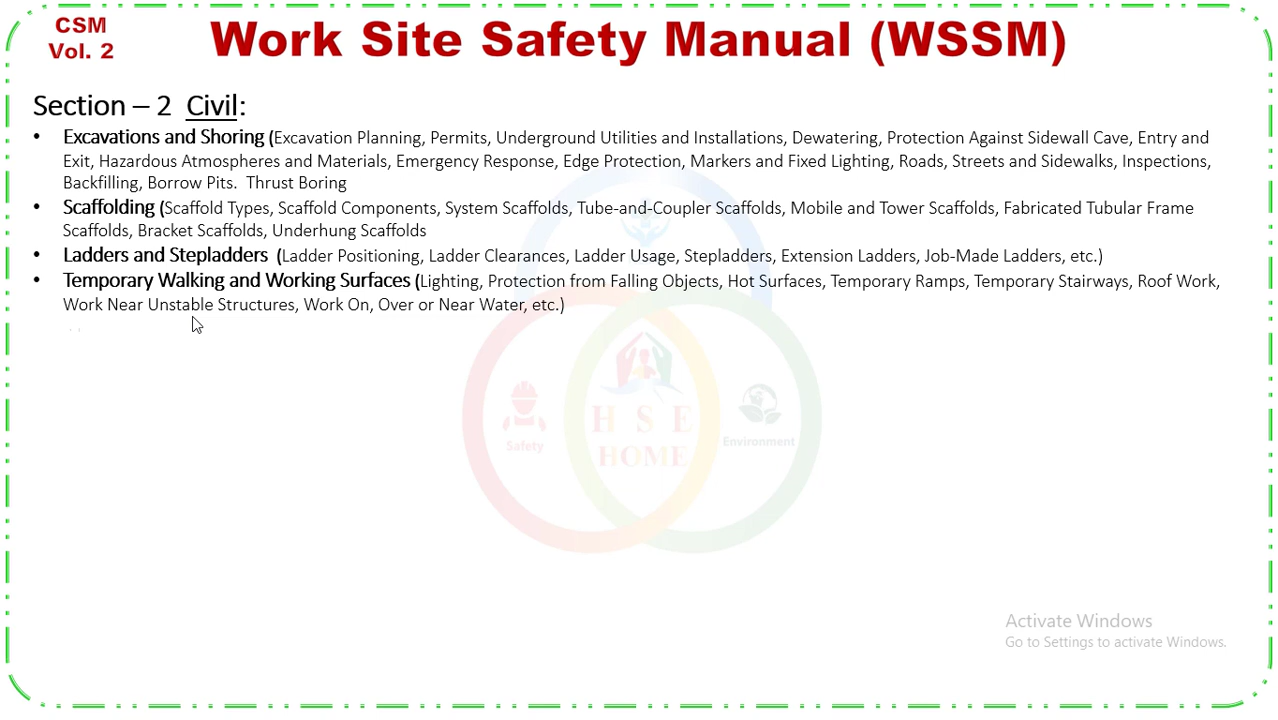 CSM
Vol. 2
Work Site Safety Manual (WSSM)
Section – 2  Civil:
• Excavations and Shoring (Excavation Planning, Permits, Underground Utilities and Installations, Dewatering, Protection Against Sidewall Cave, Entry and
Exit, Hazardous Atmospheres and Materials, Emergency Response, Edge Protection, Markers and Fixed Lighting, Roads, Streets and Sidewalks, Inspections,
Backfilling, Borrow Pits.  Thrust Boring
• Scaffolding (Scaffold Types, Scaffold Components, System Scaffolds, Tube-and-Coupler Scaffolds, Mobile and Tower Scaffolds, Fabricated Tubular Frame
Scaffolds, Bracket Scaffolds, Underhung Scaffolds
• Ladders and Stepladders  (Ladder Positioning, Ladder Clearances, Ladder Usage, Stepladders, Extension Ladders, Job-Made Ladders, etc.)
• Temporary Walking and Working Surfaces (Lighting, Protection from Falling Objects, Hot Surfaces, Temporary Ramps, Temporary Stairways, Roof Work,
Work Near Unstable Structures, Work On, Over or Near Water, etc.)
H S E
HOME
Safety
Environment
Activate Windows
Go to Settings to activate Windows.